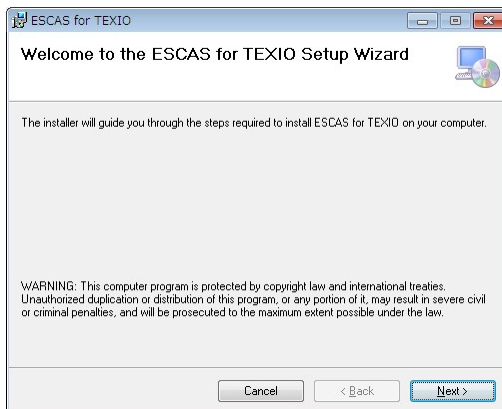 ESCAS for TEXIO
Welcome to the ESCAS for TEXIO Setup Wizard
The installer will guide you through the steps required to install ESCAS for TEXIO on your computer.
WARNING: This computer program is protected by copyright law and international treaties.
Unauthorized duplication or distribution of this program, or any portion of it, may result in severe civil
or criminal penalties, and will be prosecuted to the maximum extent possible under the law.
Cancel
< Back
Next >